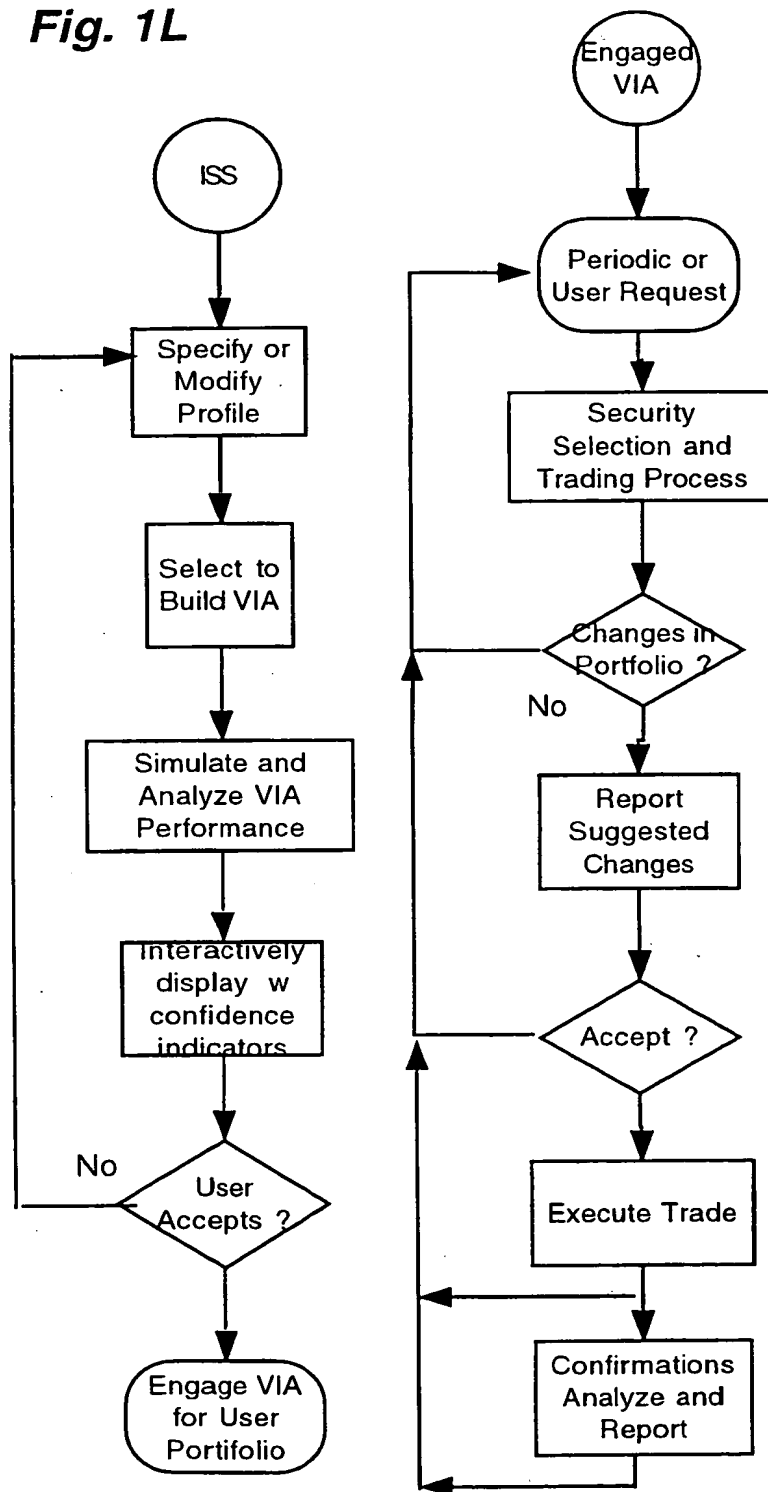 Fig. 1L
ISS
Specify or
Modify
Profile
Select to
Build VIA
Simulate and
Analyze VIA
Performance
Interactively
display w
confidence
indicators
No
User
Accepts ?
Engage VIA
for User
Portifolio
Engaged
VIA
Periodic or
User Request
Security
Selection and
Trading Process
Changes in
Portfolio ?
No
Report
Suggested
Changes
Accept ?
Execute Trade
Confirmations
Analyze and
Report